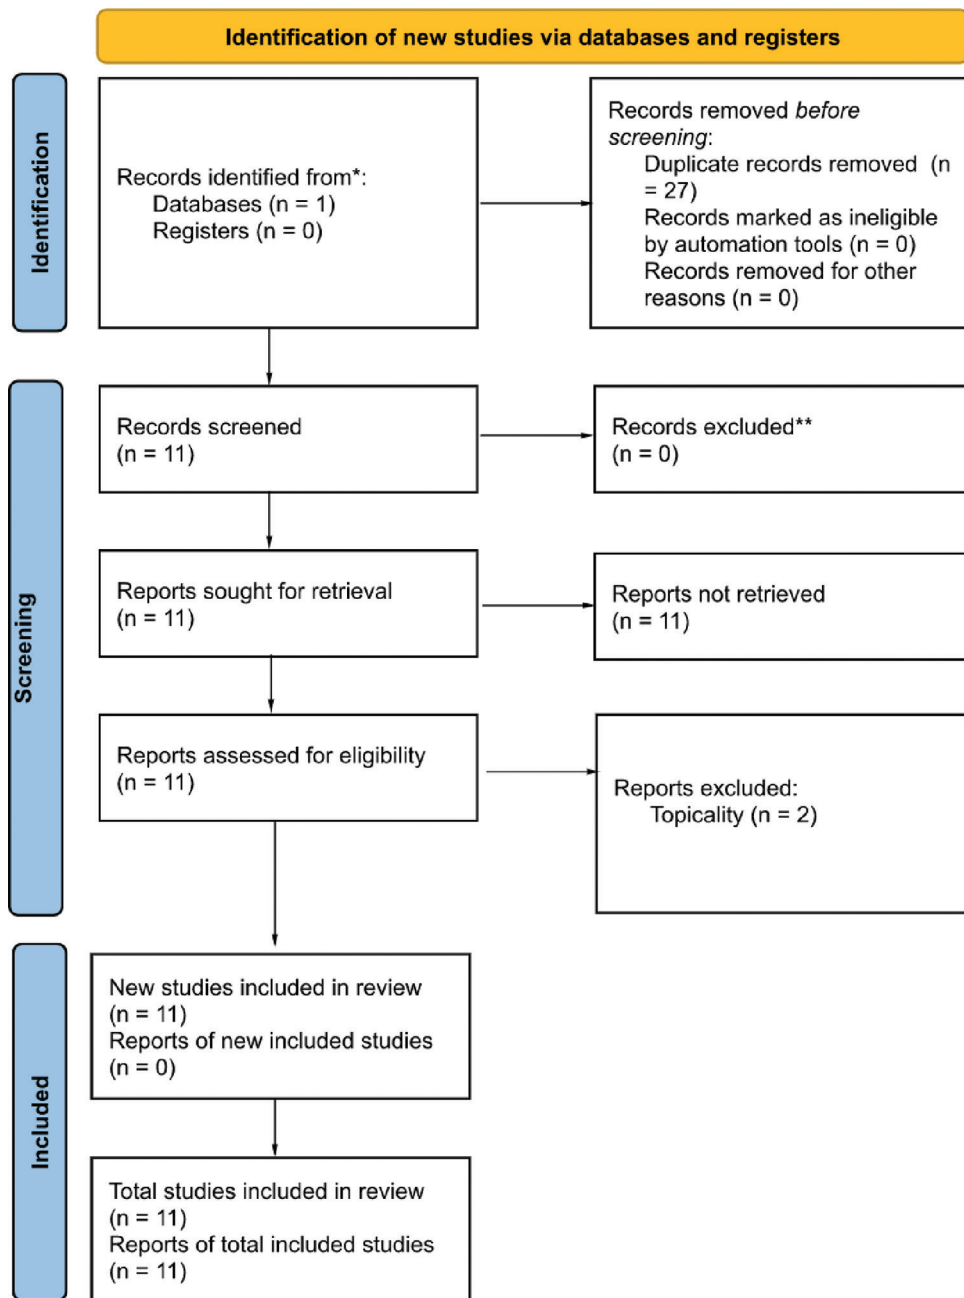 Identification of new studies via databases and registers
Identification
Records identified from*:
Databases (n = 1)
Registers (n = 0)
Records removed before
screening:
Duplicate records removed (n
= 27)
Records marked as ineligible
by automation tools (n = 0)
Records removed for other
reasons (n = 0)
Screening
Records screened
(n = 11)
Records excluded**
(n = 0)
Reports sought for retrieval
(n = 11)
Reports not retrieved
(n = 11)
Reports assessed for eligibility
(n = 11)
Reports excluded:
Topicality (n = 2)
Included
New studies included in review
(n = 11)
Reports of new included studies
(n = 0)
Total studies included in review
(n = 11)
Reports of total included studies
(n = 11)